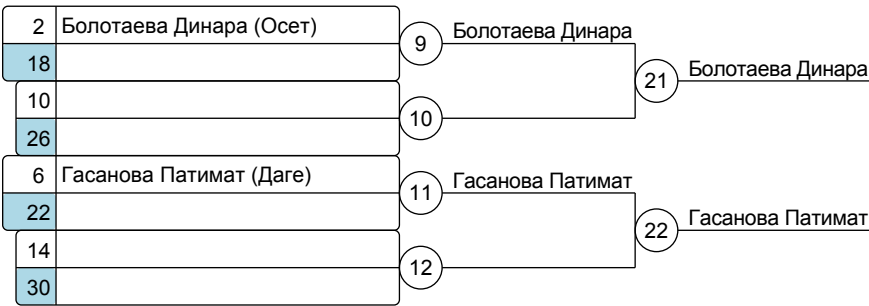 2 Болотаева Динара (Осет)
9 Болотаева Динара
18
21 Болотаева Динара
10
10
26
6 Гасанова Патимат (Даге)
11 Гасанова Патимат
22
22 Гасанова Патимат
14
12
30